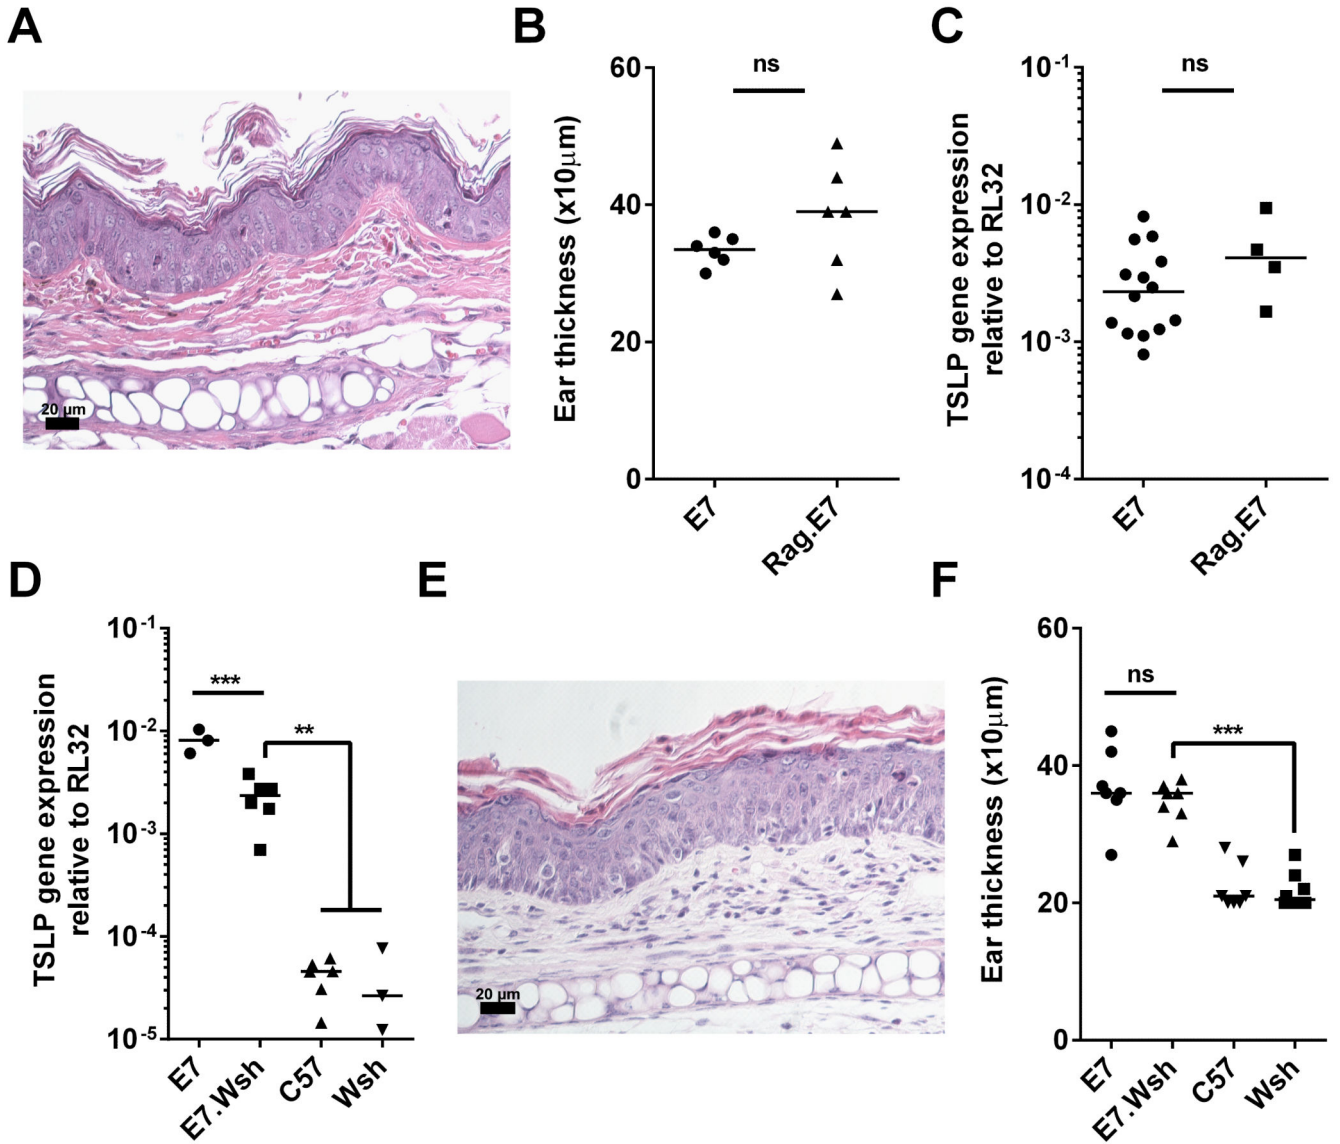 A
20 μm
B
Ear thickness (x10μm)
60
40
20
0
ns
E7
Rag.E7
C
TSLP gene expression
relative to RL32
10-1
10-2
10-3
10-4
ns
E7
Rag.E7
D
TSLP gene expression
relative to RL32
10-1
10-2
10-3
10-4
10-5
***
**
E7
E7.Wsh
C57
Wsh
E
20 μm
F
Ear thickness (x10μm)
60
40
20
0
ns
***
E7
E7.Wsh
C57
Wsh